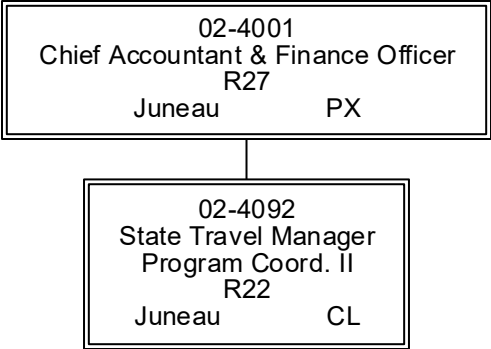 02-4001
Chief Accountant & Finance Officer
R27
Juneau PX
02-4092
State Travel Manager
Program Coord. II
R22
Juneau CL